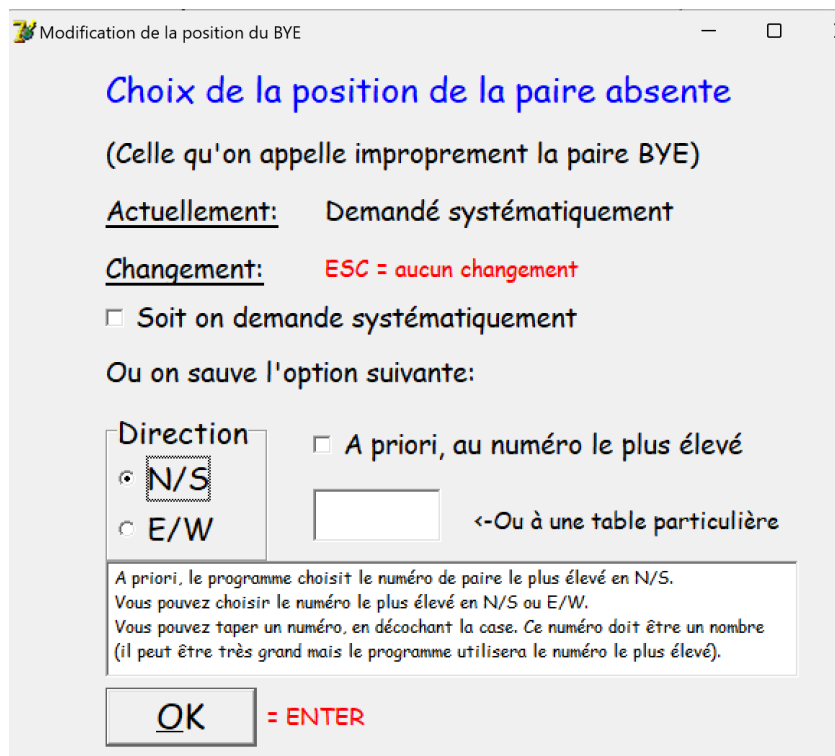 Modification de la position du BYE
Choix de la position de la paire absente
(Celle qu'on appelle improprement la paire BYE)
Actuellement: Demandé systématiquement
Changement: ESC = aucun changement
Soit on demande systématiquement
Ou on sauve l'option suivante:
Direction
N/S
E/W
A priori, au numéro le plus élevé
<-Ou à une table particulière
A priori, le programme choisit le numéro de paire le plus élevé en N/S.
Vous pouvez choisir le numéro le plus élevé en N/S ou E/W.
Vous pouvez taper un numéro, en décochant la case. Ce numéro doit être un nombre
(il peut être très grand mais le programme utilisera le numéro le plus élevé).
OK = ENTER